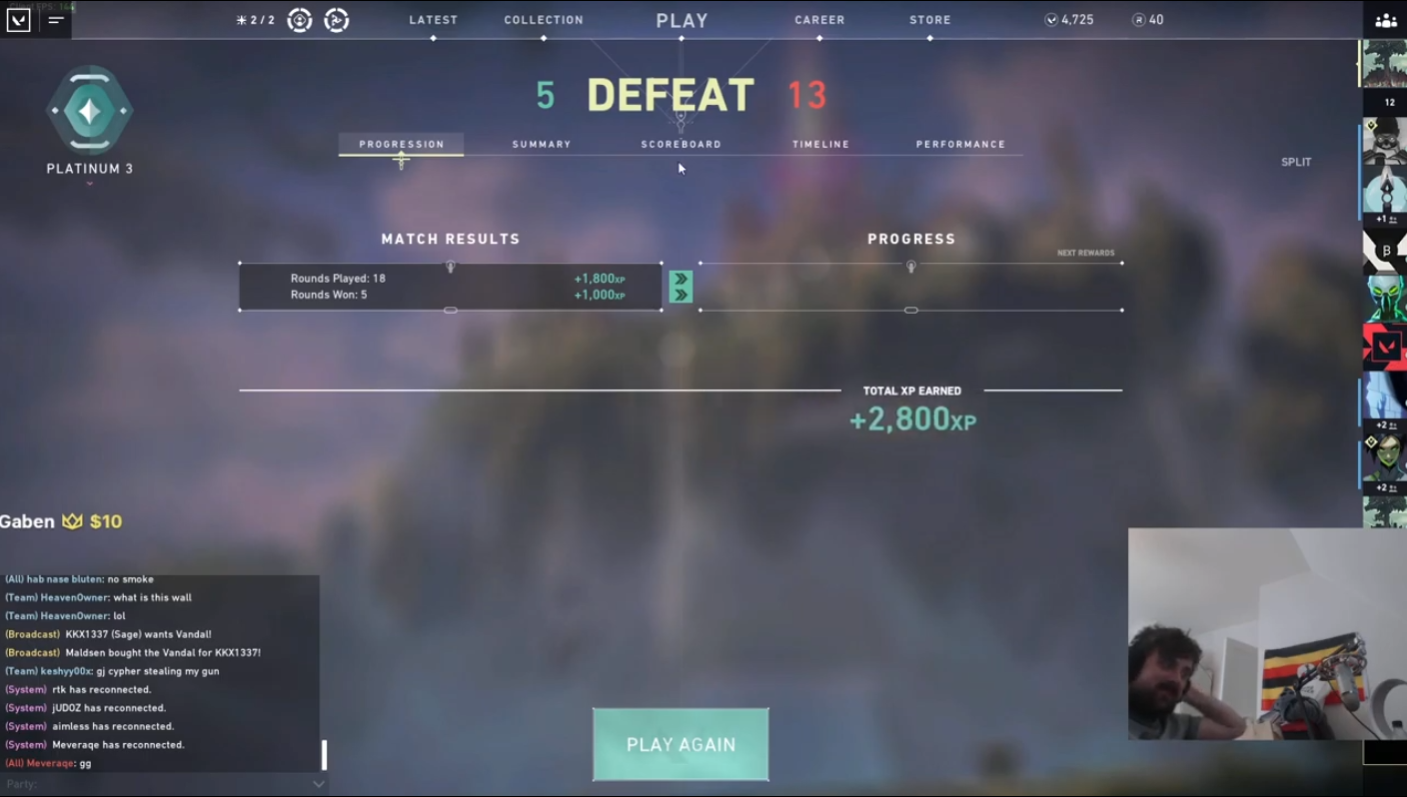 2 / 2
LATEST
COLLECTION
PLAY
CAREER
STORE
4,725
40
5 DEFEAT 13
PLATINUM 3
PROGRESSION
SUMMARY
SCOREBOARD
TIMELINE
PERFORMANCE
SPLIT
12
+1
B
+2
+2
MATCH RESULTS
Rounds Played: 18 +1,800XP
Rounds Won: 5 +1,000XP
PROGRESS
NEXT REWARDS
TOTAL XP EARNED
+2,800XP
Gaben $10
(All) hab nase bluten: no smoke
(Team) HeavenOwner: what is this wall
(Team) HeavenOwner: lol
(Broadcast) KKX1337 (Sage) wants Vandal!
(Broadcast) Maldsen bought the Vandal for KKX1337!
(Team) keshyy00x: gj cypher stealing my gun
(System) rtk has reconnected.
(System) jUDOZ has reconnected.
(System) aimless has reconnected.
(System) Meveraqe has reconnected.
(All) Meveraqe: gg
Party:
PLAY AGAIN